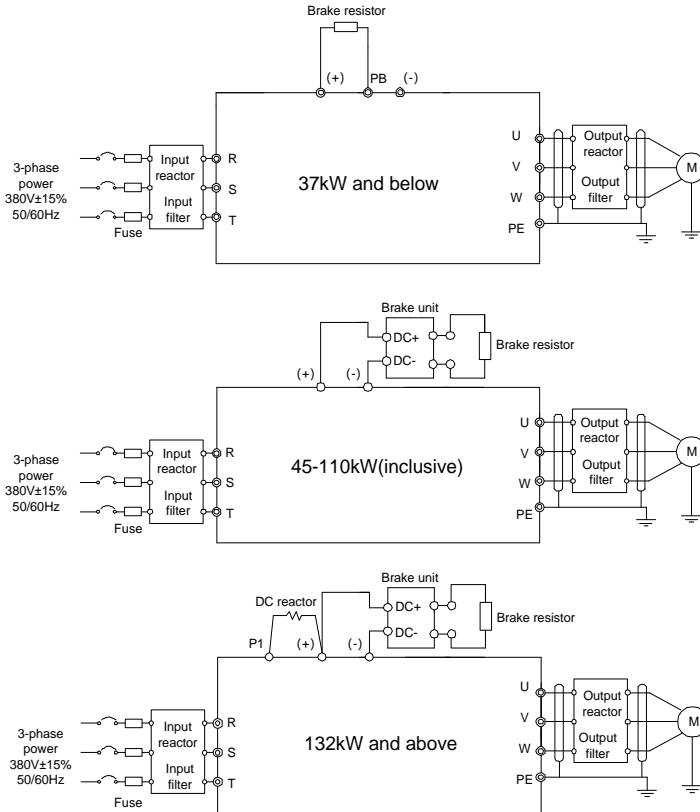 Brake resistor
(+)
PB
(-)
3-phase
power
380V±15%
50/60Hz
Fuse
Input
reactor
Input
filter
R
S
T
37kW and below
U
V
W
PE
Output
reactor
Output
filter
M
Brake unit
DC+
DC-
Brake resistor
(+)
(-)
3-phase
power
380V±15%
50/60Hz
Fuse
Input
reactor
Input
filter
R
S
T
45-110kW(inclusive)
U
V
W
PE
Output
reactor
Output
filter
M
Brake unit
DC reactor
DC+
DC-
Brake resistor
P1
(+)
(-)
3-phase
power
380V±15%
50/60Hz
Fuse
Input
reactor
Input
filter
R
S
T
132kW and above
U
V
W
PE
Output
reactor
Output
filter
M